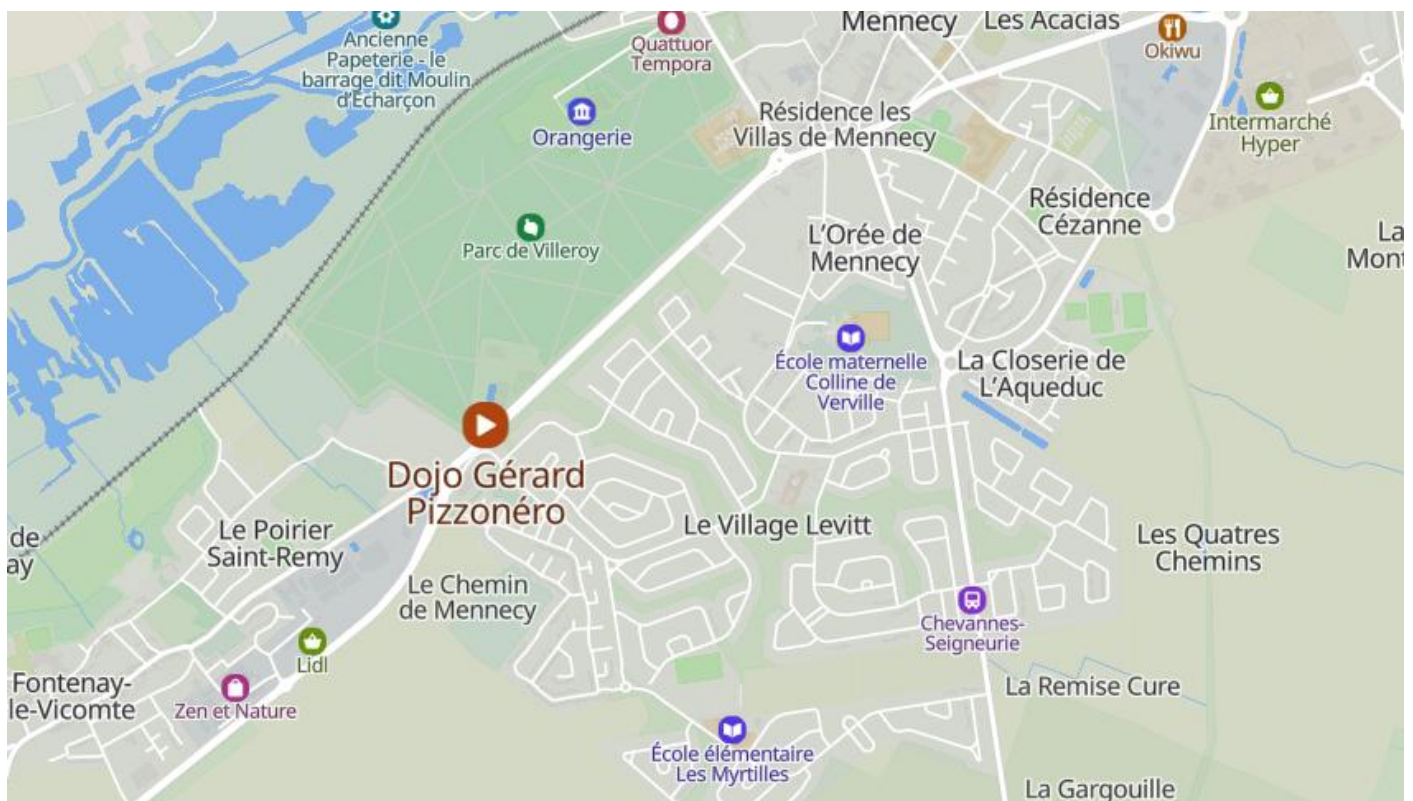 Mennecy
Les Acacias
Ancienne
Papeterie - le
barrage dit Moulin
d'Echarçon
Quattuor
Tempora
Okiwu
Orangerie
Résidence les
Villas de Mennecy
Intermarché
Hyper
Parc de Villeroy
L'Orée de
Mennecy
Résidence
Cézanne
La
Mont
École maternelle
Colline de
Verville
La Closerie de
L'Aqueduc
Dojo Gérard
Pizzonéro
de
ay
Le Poirier
Saint-Remy
Le Village Levitt
Les Quatres
Chemins
Le Chemin
de Mennecy
Chevannes-
Seigneurie
Lidl
Fontenay-
le-Vicomte
Zen et Nature
La Remise Cure
École élémentaire
Les Myrtilles
La Gargouille